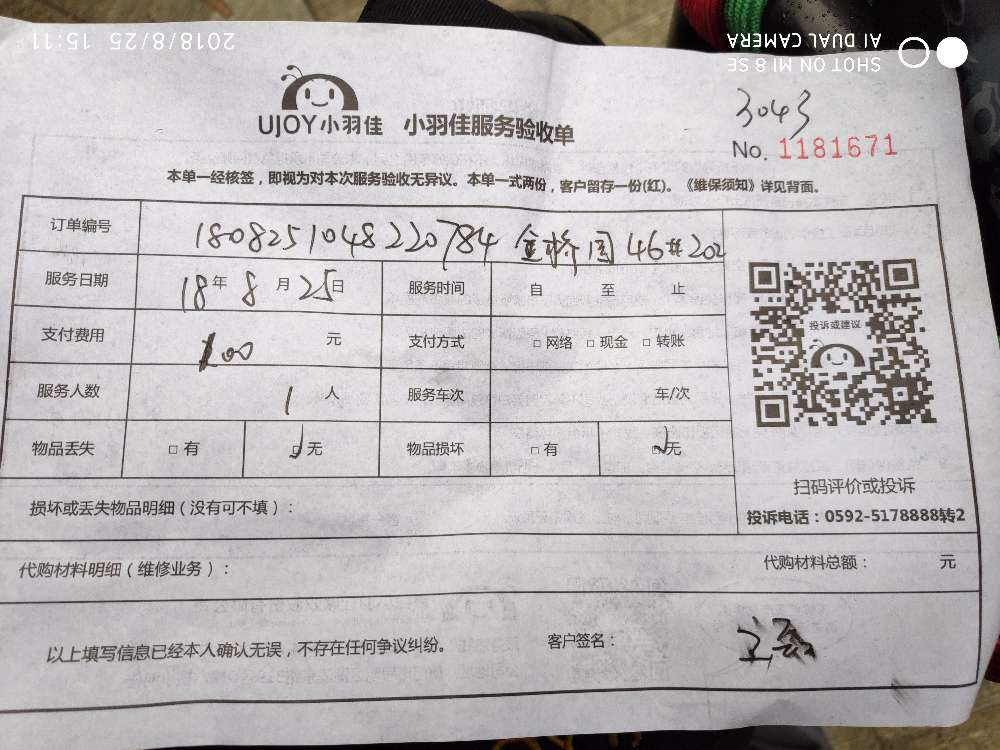 2018/8/25 15:11
SHOT ON MI 8 SE
AI DUAL CAMERA
UJOY小羽佳 小羽佳服务验收单
3043
No. 1181671
本单一经核签，即视为对本次服务验收无异议。本单一式两份，客户留存一份(红)。《维保须知》详见背面。
订单编号 1808251048220784 金桥园46#202
服务日期 18年8月25日 服务时间 自 至 止
支付费用 100 元 支付方式 □网络 □现金 □转账
服务人数 1人 服务车次 车/次
物品丢失 □有 ☑无 物品损坏 □有 ☑无
投诉或建议
扫码评价或投诉
投诉电话：0592-5178888转2
损坏或丢失物品明细（没有可不填）：
代购材料明细（维修业务）： 代购材料总额： 元
以上填写信息已经本人确认无误，不存在任何争议纠纷。 客户签名：